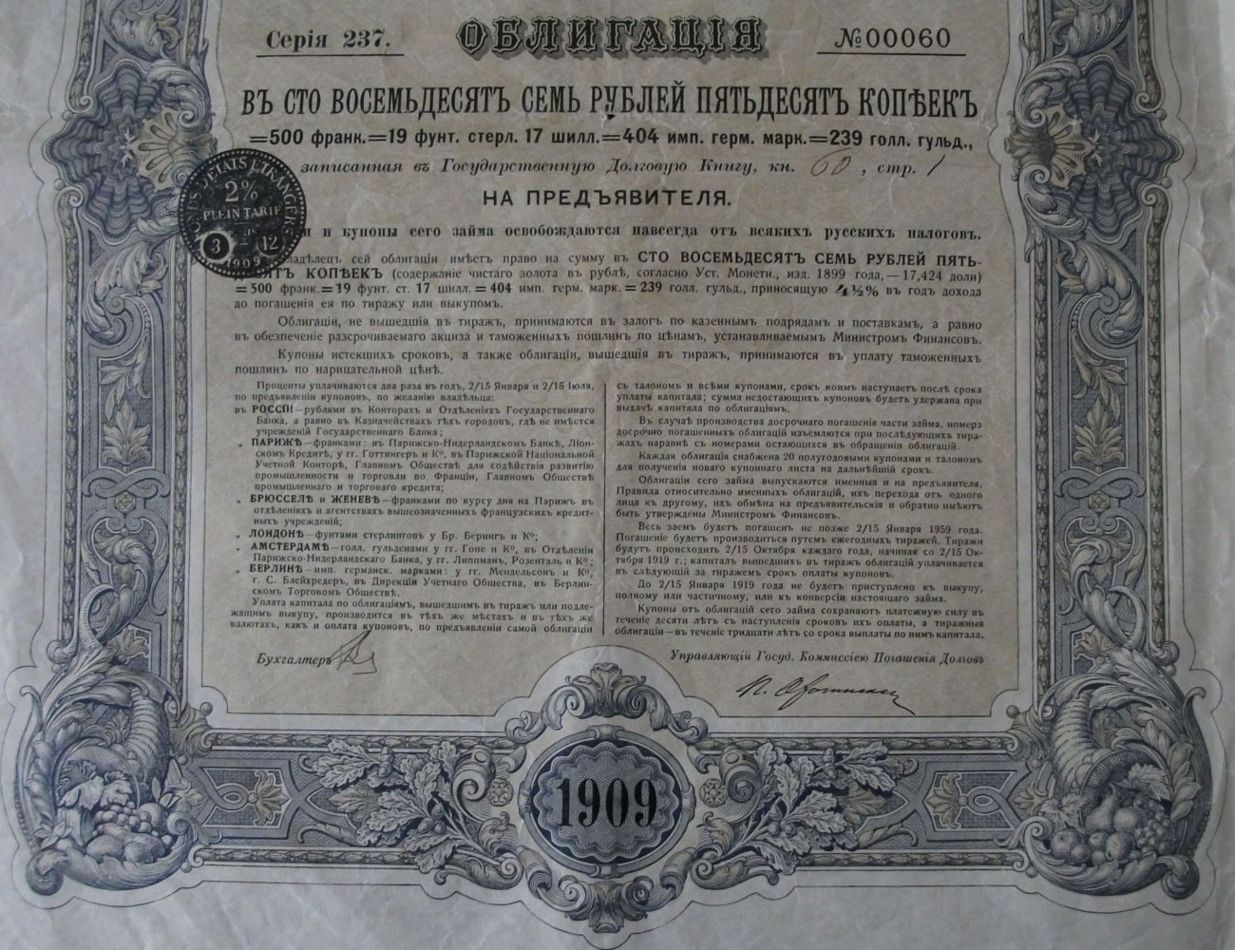 Серія 237.
ОБЛИГАЦІЯ
№00060
ВЪ СТО ВОСЕМЬДЕСЯТЪ СЕМЬ РУБЛЕЙ ПЯТЬДЕСЯТЪ КОПѢЕКЪ
=500 франк.=19 фунт. стерл. 17 шилл.=404 имп. герм. марк.=239 голл. гульд.,
записанная въ Государственную Долговую Книгу, кн. 60, стр. 1
НА ПРЕДЪЯВИТЕЛЯ.
D'ETATS ETRANGERS
2%
PLEIN TARIF
3 12
1909
и купоны сего займа освобождаются навсегда отъ всякихъ русскихъ налоговъ.
сей облигаціи имѣетъ право на сумму въ СТО ВОСЕМЬДЕСЯТЪ СЕМЬ РУБЛЕЙ ПЯТЬ-
КОПѢЕКЪ (содержаніе чистаго золота въ рублѣ, согласно Уст. Монетн., изд. 1899 года, — 17,424 доли)
= 500 франк.=19 фунт. ст. 17 шилл.= 404 имп. герм. марк.= 239 голл. гульд., приносящую 4½% въ годъ дохода
до погашенія ея по тиражу или выкупомъ.
Облигаціи, не вышедшія въ тиражъ, принимаются въ залогъ по казеннымъ подрядамъ и поставкамъ, а равно
въ обезпеченіе разсрочиваемаго акциза и таможенныхъ пошлинъ по цѣнамъ, устанавливаемымъ Министромъ Финансовъ.
Купоны истекшихъ сроковъ, а также облигаціи, вышедшія въ тиражъ, принимаются въ уплату таможенныхъ
пошлинъ по нарицательной цѣнѣ.
Проценты уплачиваются два раза въ годъ, 2/15 Января и 2/15 Іюля,
по предъявленіи купоновъ, по желанію владѣльца:
въ РОССІИ—рублями въ Конторахъ и Отдѣленіяхъ Государственнаго
Банка, а равно въ Казначействахъ тѣхъ городовъ, гдѣ не имѣется
учрежденій Государственнаго Банка;
„ ПАРИЖѢ—франками: въ Парижско-Нидерландскомъ Банкѣ, Ліон-
скомъ Кредитѣ, у гг. Готтингеръ и Ко, въ Парижской Національной
Учетной Конторѣ, Главномъ Обществѣ для содѣйствія развитію
промышленности и торговли во Франціи, Главномъ Обществѣ
промышленнаго и торговаго кредита;
„ БРЮССЕЛѢ и ЖЕНЕВѢ—франками по курсу дня на Парижъ въ
отдѣленіяхъ и агентствахъ вышеозначенныхъ французскихъ кредит-
ныхъ учрежденій;
„ ЛОНДОНѢ—фунтами стерлинговъ у Бр. Берингъ и Ко;
„ АМСТЕРДАМѢ—голл. гульденами у гг. Гопе и Ко, въ Отдѣленіи
Парижско-Нидерландскаго Банка, у гг. Липпманъ, Розенталь и Ко;
„ БЕРЛИНѢ—имп. германск. марками: у гг. Мендельсонъ и Ко,
г. С. Блейхредеръ, въ Дирекціи Учетнаго Общества, въ Берлин-
скомъ Торговомъ Обществѣ.
Уплата капитала по облигаціямъ, вышедшимъ въ тиражъ или подле-
жащимъ выкупу, производится въ тѣхъ же мѣстахъ и въ тѣхъ же
валютахъ, какъ и оплата купоновъ, по предъявленіи самой облигаціи
съ талономъ и всѣми купонами, срокъ коимъ наступаетъ послѣ срока
уплаты капитала; сумма недостающихъ купоновъ будетъ удержана при
выдачѣ капитала по облигаціямъ.
Въ случаѣ производства досрочнаго погашенія части займа, номера
досрочно погашенныхъ облигацій изъемлются при послѣдующихъ тира-
жахъ наравнѣ съ номерами остающихся въ обращеніи облигацій.
Каждая облигація снабжена 20 полугодовыми купонами и талономъ
для полученія новаго купоннаго листа на дальнѣйшій срокъ.
Облигаціи сего займа выпускаются именныя и на предъявителя.
Правила относительно именныхъ облигацій, ихъ перехода отъ одного
лица къ другому, ихъ обмѣна на предъявительскія и обратно имѣютъ
быть утверждены Министромъ Финансовъ.
Весь заемъ будетъ погашенъ не позже 2/15 Января 1959 года.
Погашеніе будетъ производиться путемъ ежегодныхъ тиражей. Тиражи
будутъ происходить 2/15 Октября каждаго года, начиная со 2/15 Ок-
тября 1919 г.; капиталъ вышедшихъ въ тиражъ облигацій уплачивается
въ слѣдующій за тиражемъ срокъ оплаты купоновъ.
До 2/15 Января 1919 года не будетъ приступлено къ выкупу,
полному или частичному, или къ конверсіи настоящаго займа.
Купоны отъ облигацій сего займа сохраняютъ платежную силу въ
теченіе десяти лѣтъ съ наступленія сроковъ ихъ оплаты, а тиражныя
облигаціи—въ теченіе тридцати лѣтъ со срока выплаты по нимъ капитала.
Бухгалтеръ
Управляющій Госуд. Комиссіею Погашенія Долговъ
1909